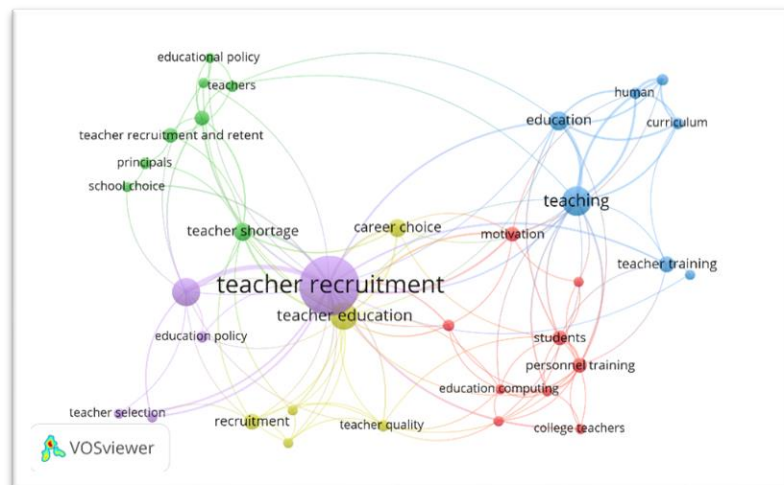 educational policy
teachers
human
education
curriculum
teacher recruitment and retent
principals
school choice
teaching
teacher shortage
career choice
motivation
teacher training
teacher recruitment
teacher education
education policy
students
personnel training
education computing
teacher selection
recruitment
teacher quality
college teachers
VOSviewer